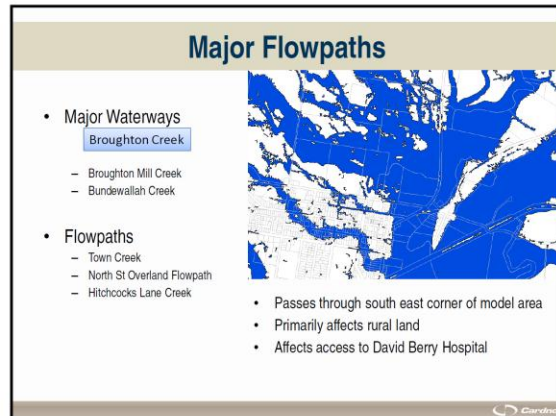 Major Flowpaths
• Major Waterways
Broughton Creek
– Broughton Mill Creek
– Bundewallah Creek
• Flowpaths
– Town Creek
– North St Overland Flowpath
– Hitchcocks Lane Creek
• Passes through south east corner of model area
• Primarily affects rural land
• Affects access to David Berry Hospital
Cardno